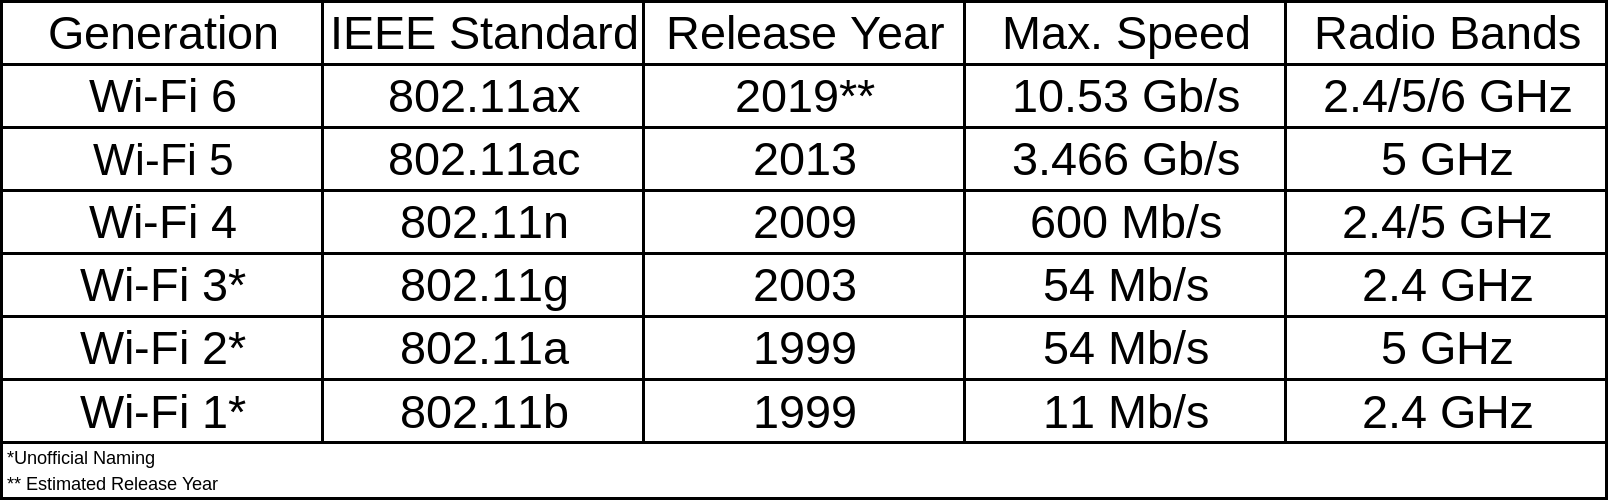 Generation IEEE Standard Release Year Max. Speed Radio Bands
Wi-Fi 6 802.11ax 2019** 10.53 Gb/s 2.4/5/6 GHz
Wi-Fi 5 802.11ac 2013 3.466 Gb/s 5 GHz
Wi-Fi 4 802.11n 2009 600 Mb/s 2.4/5 GHz
Wi-Fi 3* 802.11g 2003 54 Mb/s 2.4 GHz
Wi-Fi 2* 802.11a 1999 54 Mb/s 5 GHz
Wi-Fi 1* 802.11b 1999 11 Mb/s 2.4 GHz
*Unofficial Naming
** Estimated Release Year